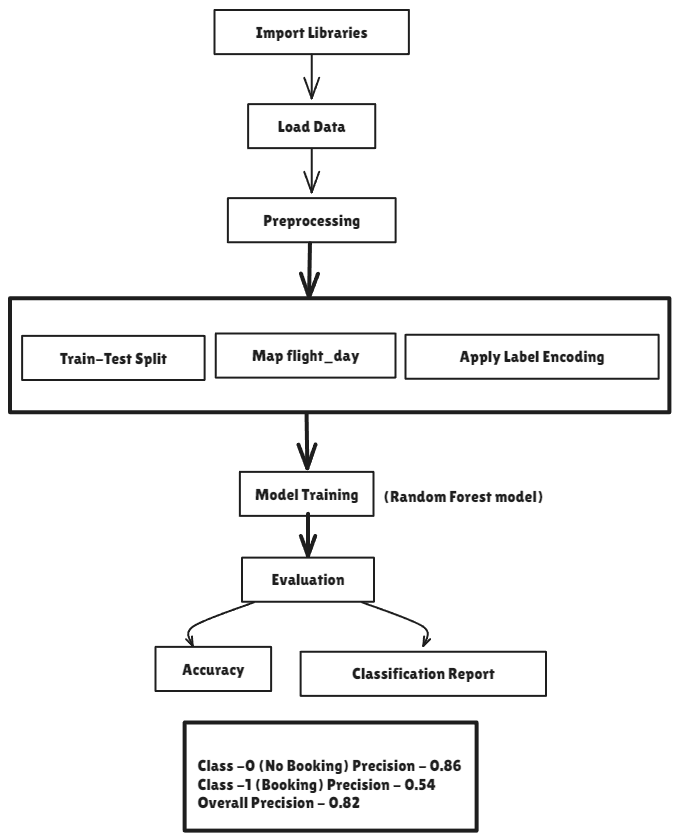 Import Libraries
Load Data
Preprocessing
Train-Test Split
Map flight_day
Apply Label Encoding
Model Training
(Random Forest model)
Evaluation
Accuracy
Classification Report
Class -0 (No Booking) Precision - 0.86
Class -1 (Booking) Precision - 0.54
Overall Precision - 0.82